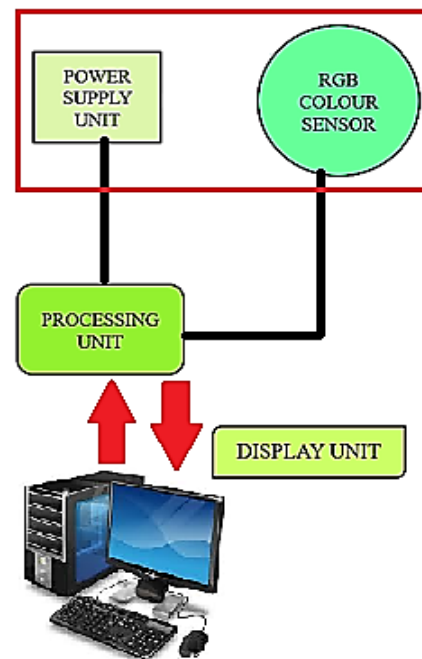 POWER
SUPPLY
UNIT
RGB
COLOUR
SENSOR
PROCESSING
UNIT
DISPLAY UNIT